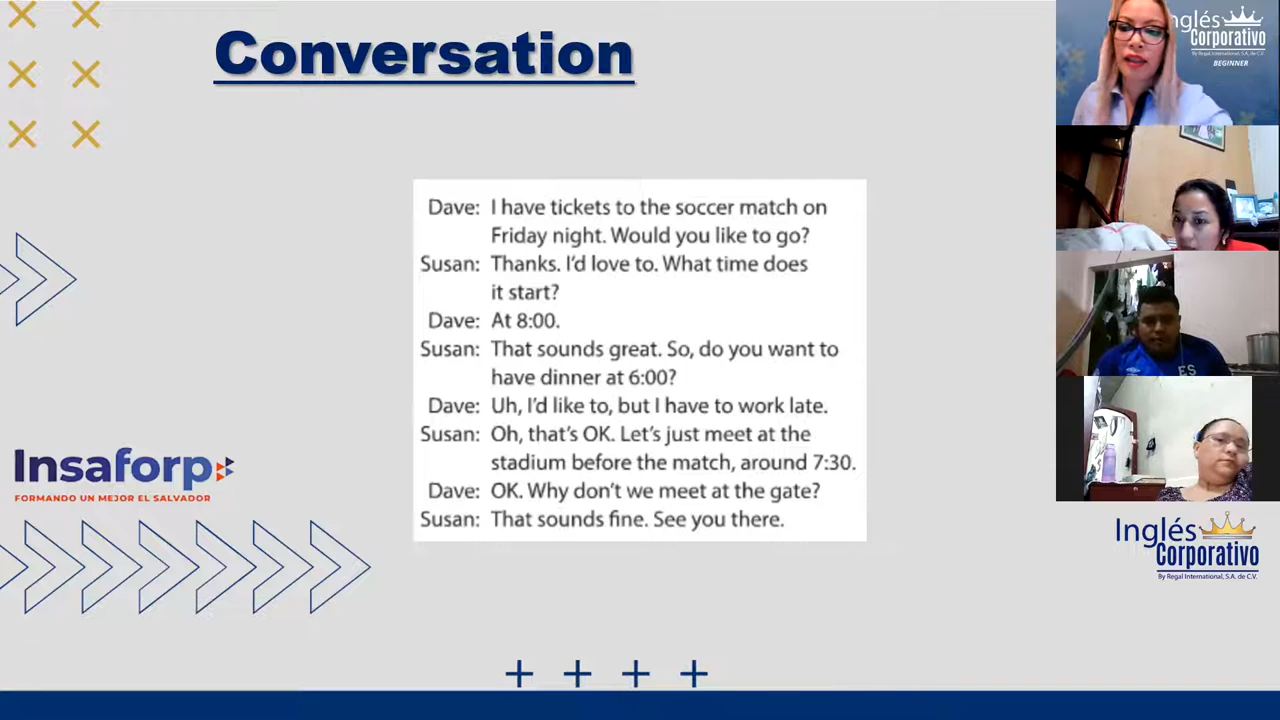 Conversation
Dave: I have tickets to the soccer match on
Friday night. Would you like to go?
Susan: Thanks. I'd love to. What time does
it start?
Dave: At 8:00.
Susan: That sounds great. So, do you want to
have dinner at 6:00?
Dave: Uh, I'd like to, but I have to work late.
Susan: Oh, that's OK. Let's just meet at the
stadium before the match, around 7:30.
Dave: OK. Why don't we meet at the gate?
Susan: That sounds fine. See you there.
Insaforp
FORMANDO UN MEJOR EL SALVADOR
Corporativo
By Regal International, S.A. de C.V.
BEGINNER
ES
Inglés
Corporativo
By Regal International, S.A. de C.V.